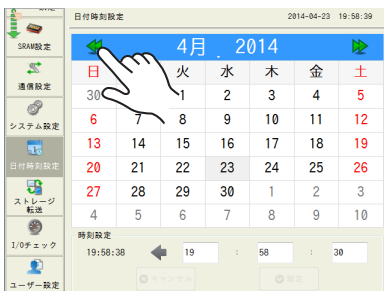 日付時刻設定
2014-04-23 19:58:39
SRAM設定
通信設定
システム設定
日付時刻設定
ストレージ
転送
I/Oチェック
ユーザー設定
4月 . 2014
日 火 水 木 金 土
30 1 2 3 4 5
6 7 8 9 10 11 12
13 14 15 16 17 18 19
20 21 22 23 24 25 26
27 28 29 30 1 2 3
4 5 6 7 8 9 10
時刻設定
19:58:38 19 : 58 : 30
キャンセル 設定